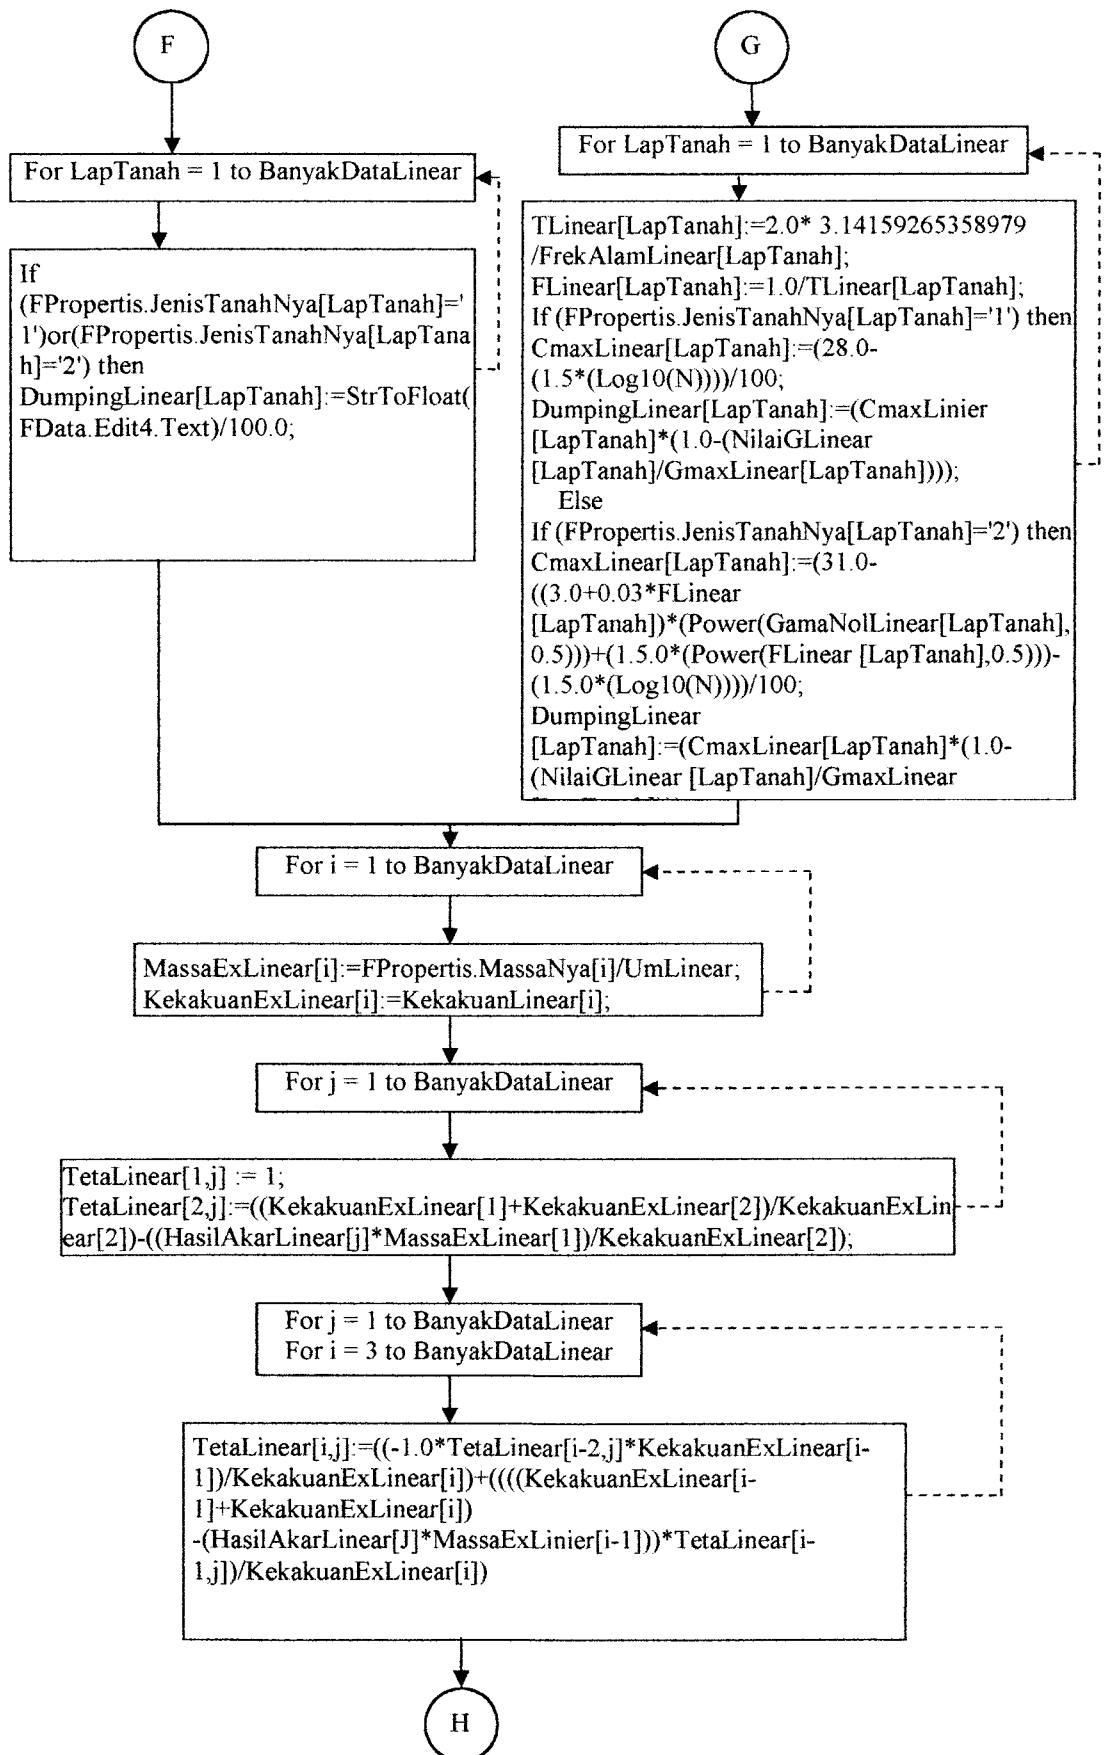 F
For LapTanah = 1 to BanyakDataLinear
If
(FPropertis.JenisTanahNya[LapTanah]='
1')or(FPropertis.JenisTanahNya[LapTana
h]='2') then
DumpingLinear[LapTanah]:=StrToFloat(
FData.Edit4.Text)/100.0;
G
For LapTanah = 1 to BanyakDataLinear
TLinear[LapTanah]:=2.0* 3.14159265358979
/FrekAlamLinear[LapTanah];
FLinear[LapTanah]:=1.0/TLinear[LapTanah];
If (FPropertis.JenisTanahNya[LapTanah]='1') then
CmaxLinear[LapTanah]:=(28.0-
(1.5*(Log10(N))))/100;
DumpingLinear[LapTanah]:=(CmaxLinier
[LapTanah]*(1.0-(NilaiGLinear
[LapTanah]/GmaxLinear[LapTanah])));
Else
If (FPropertis.JenisTanahNya[LapTanah]='2') then
CmaxLinear[LapTanah]:=(31.0-
((3.0+0.03*FLinear
[LapTanah])*(Power(GamaNolLinear[LapTanah],
0.5)))+(1.5.0*(Power(FLinear [LapTanah],0.5)))-
(1.5.0*(Log10(N))))/100;
DumpingLinear
[LapTanah]:=(CmaxLinear[LapTanah]*(1.0-
(NilaiGLinear [LapTanah]/GmaxLinear
For i = 1 to BanyakDataLinear
MassaExLinear[i]:=FPropertis.MassaNya[i]/UmLinear;
KekakuanExLinear[i]:=KekakuanLinear[i];
For j = 1 to BanyakDataLinear
TetaLinear[1,j] := 1;
TetaLinear[2,j]:=((KekakuanExLinear[1]+KekakuanExLinear[2])/KekakuanExLin
ear[2])-((HasilAkarLinear[j]*MassaExLinear[1])/KekakuanExLinear[2]);
For j = 1 to BanyakDataLinear
For i = 3 to BanyakDataLinear
TetaLinear[i,j]:=((-1.0*TetaLinear[i-2,j]*KekakuanExLinear[i-
1])/KekakuanExLinear[i])+((((KekakuanExLinear[i-
1]+KekakuanExLinear[i])
-(HasilAkarLinear[J]*MassaExLinier[i-1]))*TetaLinear[i-
1,j])/KekakuanExLinear[i])
H